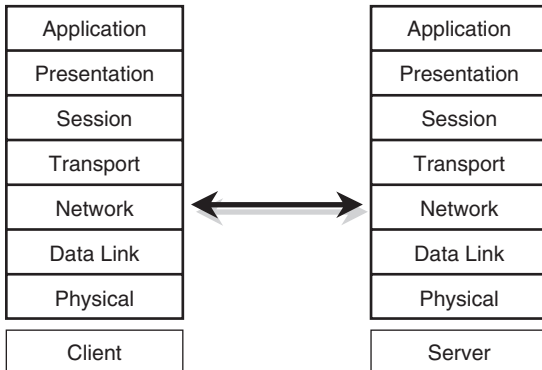 Application
Presentation
Session
Transport
Network
Data Link
Physical
Client
Application
Presentation
Session
Transport
Network
Data Link
Physical
Server